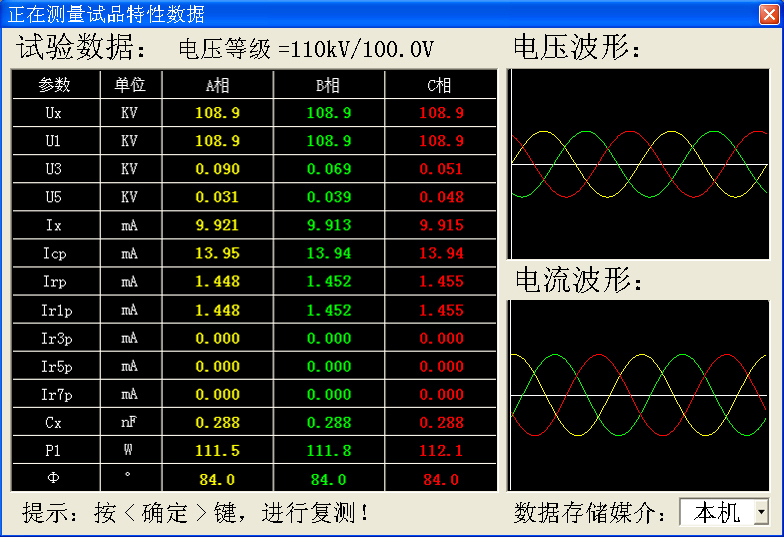 正在测量试品特性数据
试验数据： 电压等级 =110kV/100.0V
电压波形：
参数 单位 A相 B相 C相
Ux KV 108.9 108.9 108.9
U1 KV 108.9 108.9 108.9
U3 KV 0.090 0.069 0.051
U5 KV 0.031 0.039 0.048
Ix mA 9.921 9.913 9.915
Icp mA 13.95 13.94 13.94
Irp mA 1.448 1.452 1.455
Ir1p mA 1.448 1.452 1.455
Ir3p mA 0.000 0.000 0.000
Ir5p mA 0.000 0.000 0.000
Ir7p mA 0.000 0.000 0.000
Cx nF 0.288 0.288 0.288
P1 W 111.5 111.8 112.1
Φ ° 84.0 84.0 84.0
电流波形：
提示：按＜确定＞键，进行复测！
数据存储媒介： 本机